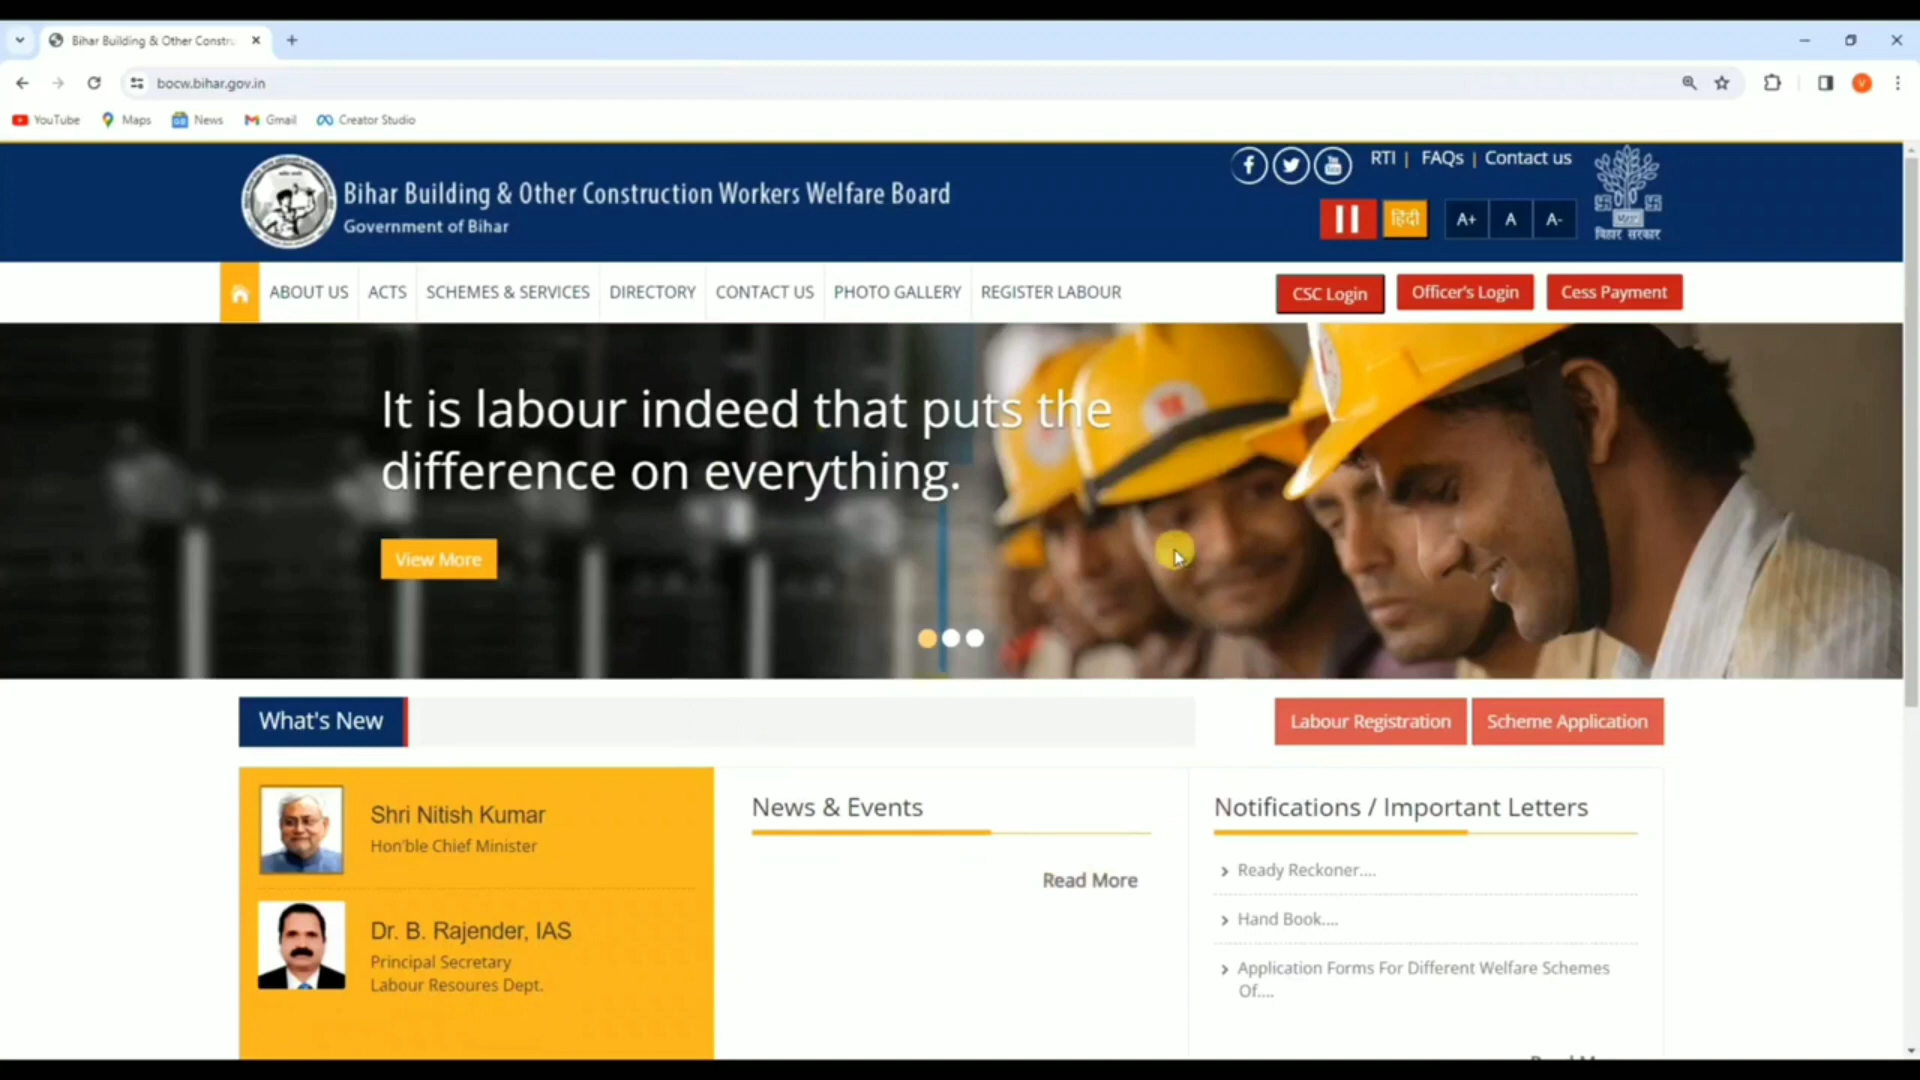 Bihar Building & Other Constr
bocw.bihar.gov.in
YouTube
Maps
News
Gmail
Creator Studio
Bihar Building & Other Construction Workers Welfare Board
Government of Bihar
RTI | FAQs | Contact us
हिंदी
A+
A
A-
बिहार सरकार
ABOUT US
ACTS
SCHEMES & SERVICES
DIRECTORY
CONTACT US
PHOTO GALLERY
REGISTER LABOUR
CSC Login
Officer's Login
Cess Payment
It is labour indeed that puts the
difference on everything.
View More
What's New
Labour Registration
Scheme Application
Shri Nitish Kumar
Hon'ble Chief Minister
Dr. B. Rajender, IAS
Principal Secretary
Labour Resoures Dept.
News & Events
Read More
Notifications / Important Letters
Ready Reckoner....
Hand Book....
Application Forms For Different Welfare Schemes
Of....